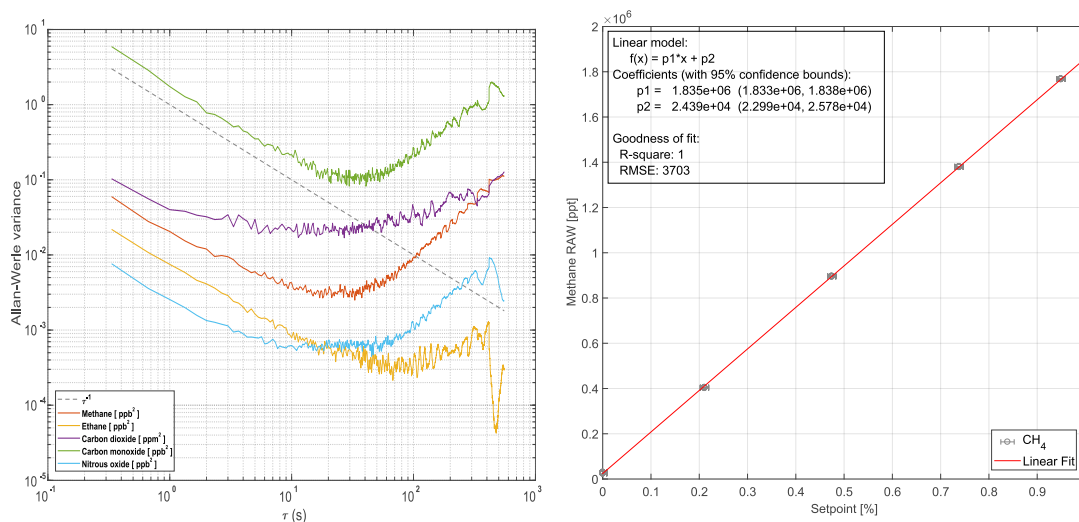 10^1
10^0
10^-1
10^-2
10^-3
10^-4
10^-5
Allan-Werle variance
τ^-1
Methane [ ppb^2 ]
Ethane [ ppb^2 ]
Carbon dioxide [ ppm^2 ]
Carbon monoxide [ ppb^2 ]
Nitrous oxide [ ppb^2 ]
10^-1
10^0
10^1
10^2
10^3
τ (s)
×10^6
2
1.8
1.6
1.4
1.2
1
0.8
0.6
0.4
0.2
0
Methane RAW [ppt]
Linear model:
f(x) = p1*x + p2
Coefficients (with 95% confidence bounds):
p1 = 1.835e+06 (1.833e+06, 1.838e+06)
p2 = 2.439e+04 (2.299e+04, 2.578e+04)
Goodness of fit:
R-square: 1
RMSE: 3703
CH_4
Linear Fit
0
0.1
0.2
0.3
0.4
0.5
0.6
0.7
0.8
0.9
Setpoint [%]